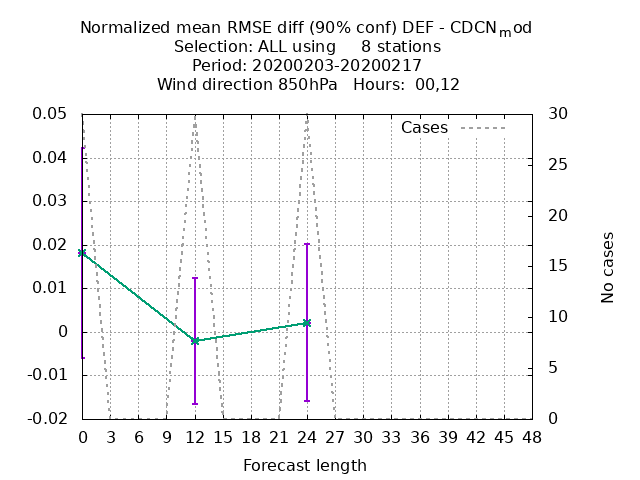 Normalized mean RMSE diff (90% conf) DEF - CDCNmod
Selection: ALL using 8 stations
Period: 20200203-20200217
Wind direction 850hPa Hours: 00,12
Cases
0.05
0.04
0.03
0.02
0.01
0
-0.01
-0.02
30
25
20
15
10
5
0
No cases
0 3 6 9 12 15 18 21 24 27 30 33 36 39 42 45 48
Forecast length